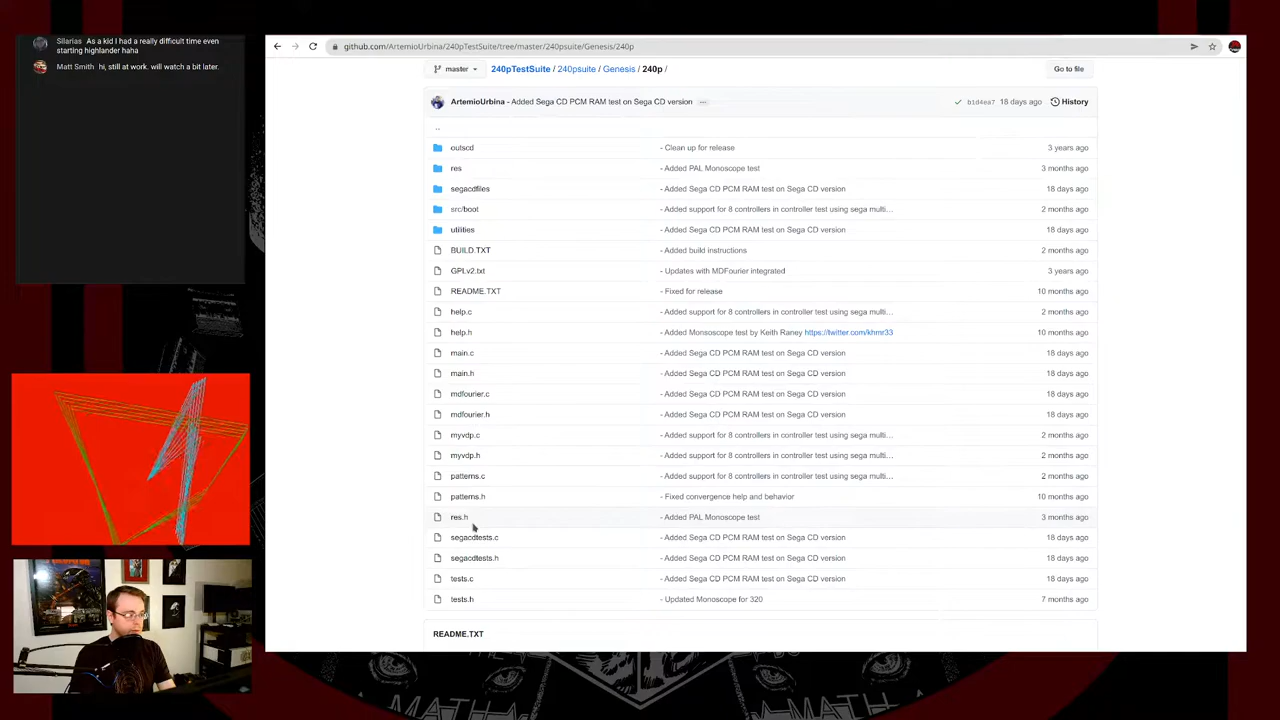 Silarias As a kid I had a really difficult time even
starting highlander haha
Matt Smith hi, still at work. will watch a bit later.
github.com/ArtemioUrbina/240pTestSuite/tree/master/240psuite/Genesis/240p
master 240pTestSuite / 240psuite / Genesis / 240p / Go to file
ArtemioUrbina - Added Sega CD PCM RAM test on Sega CD version ... b1d4ea7 18 days ago History
..
outscd - Clean up for release 3 years ago
res - Added PAL Monoscope test 3 months ago
segacdfiles - Added Sega CD PCM RAM test on Sega CD version 18 days ago
src/boot - Added support for 8 controllers in controller test using sega multi... 2 months ago
utilities - Added Sega CD PCM RAM test on Sega CD version 18 days ago
BUILD.TXT - Added build instructions 2 months ago
GPLv2.txt - Updates with MDFourier integrated 3 years ago
README.TXT - Fixed for release 10 months ago
help.c - Added support for 8 controllers in controller test using sega multi... 2 months ago
help.h - Added Monsoscope test by Keith Raney https://twitter.com/khmr33 10 months ago
main.c - Added Sega CD PCM RAM test on Sega CD version 18 days ago
main.h - Added Sega CD PCM RAM test on Sega CD version 18 days ago
mdfourier.c - Added Sega CD PCM RAM test on Sega CD version 18 days ago
mdfourier.h - Added Sega CD PCM RAM test on Sega CD version 18 days ago
myvdp.c - Added support for 8 controllers in controller test using sega multi... 2 months ago
myvdp.h - Added support for 8 controllers in controller test using sega multi... 2 months ago
patterns.c - Added support for 8 controllers in controller test using sega multi... 2 months ago
patterns.h - Fixed convergence help and behavior 10 months ago
res.h - Added PAL Monoscope test 3 months ago
segacdtests.c - Added Sega CD PCM RAM test on Sega CD version 18 days ago
segacdtests.h - Added Sega CD PCM RAM test on Sega CD version 18 days ago
tests.c - Added Sega CD PCM RAM test on Sega CD version 18 days ago
tests.h - Updated Monoscope for 320 7 months ago
README.TXT